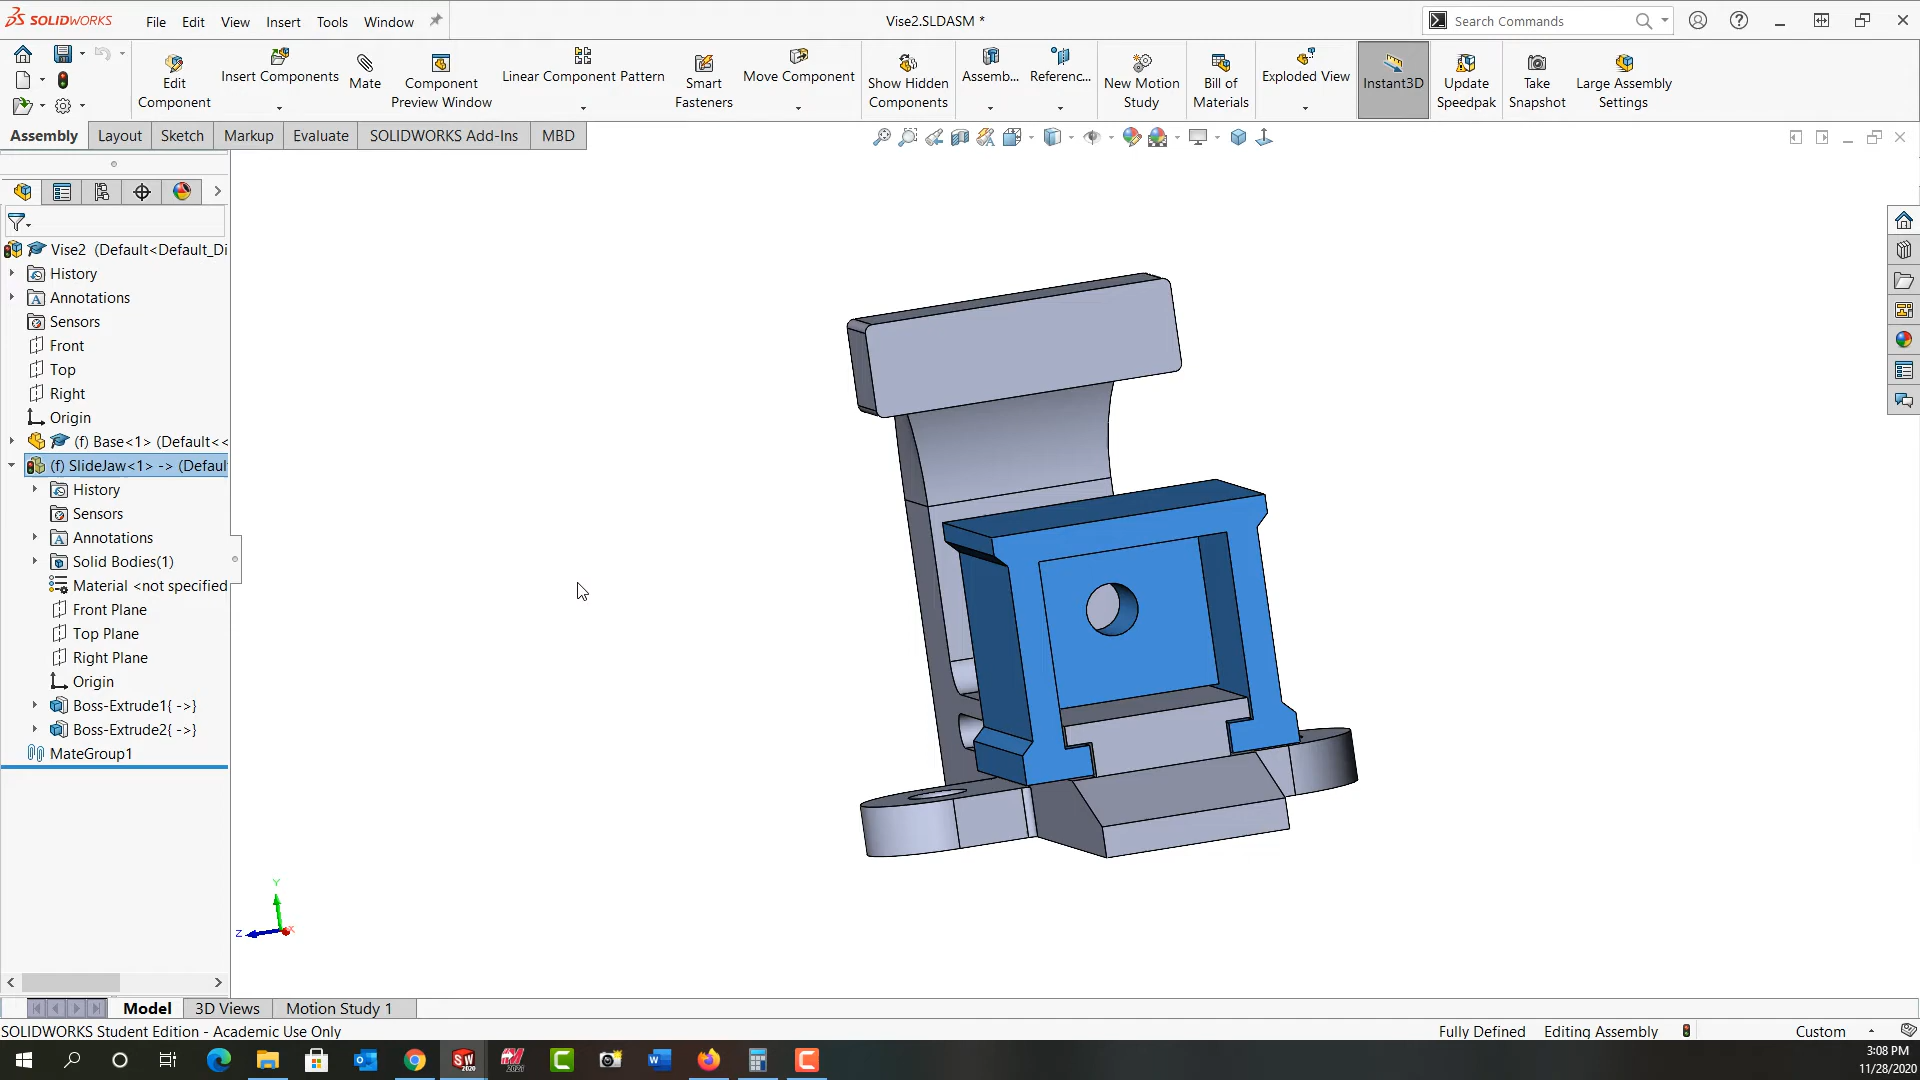 SOLIDWORKS File Edit View Insert Tools Window Vise2.SLDASM * Search Commands
Edit Component
Insert Components
Mate
Component Preview Window
Linear Component Pattern
Smart Fasteners
Move Component
Show Hidden Components
Assemb...
Referenc...
New Motion Study
Bill of Materials
Exploded View
Instant3D
Update Speedpak
Take Snapshot
Large Assembly Settings
Assembly Layout Sketch Markup Evaluate SOLIDWORKS Add-Ins MBD
Vise2 (Default<Default_Di
History
Annotations
Sensors
Front
Top
Right
Origin
(f) Base<1> (Default<<
(f) SlideJaw<1> -> (Defaul
History
Sensors
Annotations
Solid Bodies(1)
Material <not specified
Front Plane
Top Plane
Right Plane
Origin
Boss-Extrude1{ ->}
Boss-Extrude2{ ->}
MateGroup1
Y
Z
X
Model 3D Views Motion Study 1
SOLIDWORKS Student Edition - Academic Use Only Fully Defined Editing Assembly Custom
3:08 PM
11/28/2020